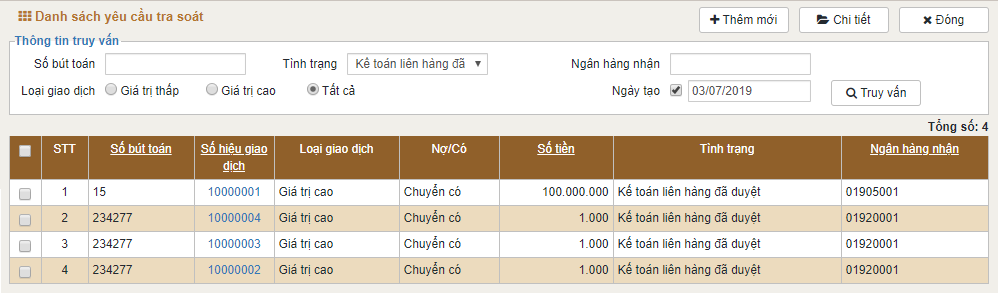 Danh sách yêu cầu tra soát
Thêm mới Chi tiết Đóng
Thông tin truy vấn
Số bút toán Tình trạng Kế toán liên hàng đã Ngân hàng nhận
Loại giao dịch Giá trị thấp Giá trị cao Tất cả Ngày tạo 03/07/2019 Truy vấn
Tổng số: 4
STT Số bút toán Số hiệu giao dịch Loại giao dịch Nợ/Có Số tiền Tình trạng Ngân hàng nhận
1 15 10000001 Giá trị cao Chuyển có 100.000.000 Kế toán liên hàng đã duyệt 01905001
2 234277 10000004 Giá trị cao Chuyển có 1.000 Kế toán liên hàng đã duyệt 01920001
3 234277 10000003 Giá trị cao Chuyển có 1.000 Kế toán liên hàng đã duyệt 01920001
4 234277 10000002 Giá trị cao Chuyển có 1.000 Kế toán liên hàng đã duyệt 01920001